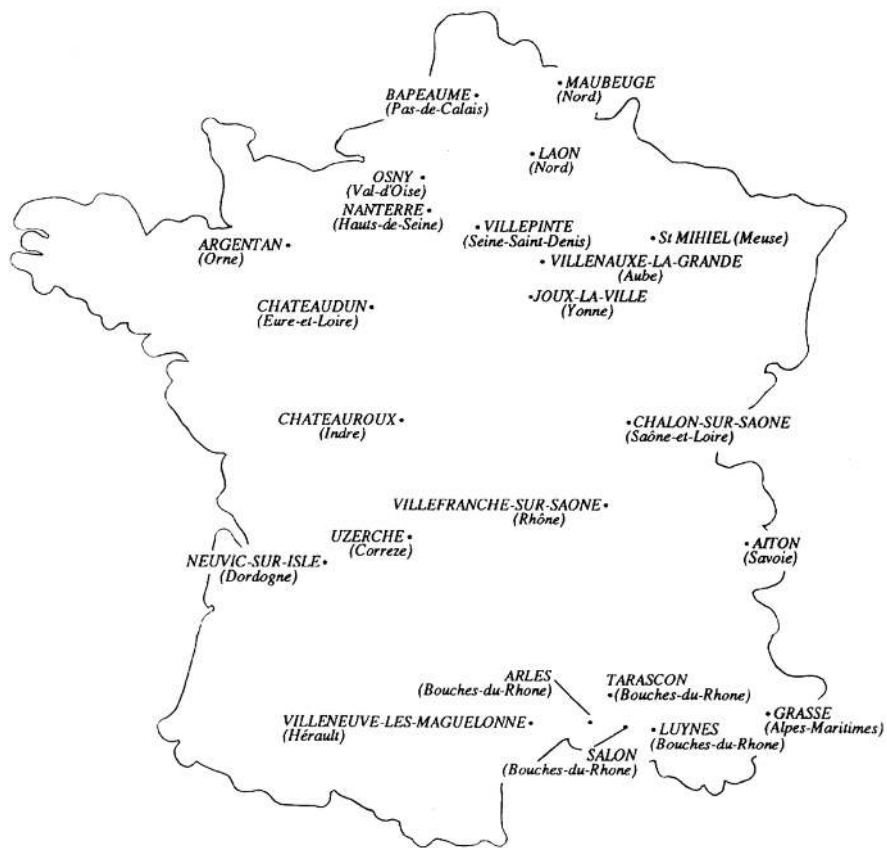 BAPEAUME
(Pas-de-Calais)
MAUBEUGE
(Nord)
LAON
(Nord)
OSNY
(Val-d'Oise)
NANTERRE
(Hauts-de-Seine)
VILLEPINTE
(Seine-Saint-Denis)
St MIHIEL (Meuse)
ARGENTAN
(Orne)
VILLENAUXE-LA-GRANDE
(Aube)
JOUX-LA-VILLE
(Yonne)
CHATEAUDUN
(Eure-et-Loire)
CHATEAUROUX
(Indre)
CHALON-SUR-SAONE
(Saône-et-Loire)
VILLEFRANCHE-SUR-SAONE
(Rhône)
UZERCHE
(Correze)
NEUVIC-SUR-ISLE
(Dordogne)
AITON
(Savoie)
ARLES
(Bouches-du-Rhone)
TARASCON
(Bouches-du-Rhone)
VILLENEUVE-LES-MAGUELONNE
(Hérault)
GRASSE
(Alpes-Maritimes)
LUYNES
(Bouches-du-Rhone)
SALON
(Bouches-du-Rhone)